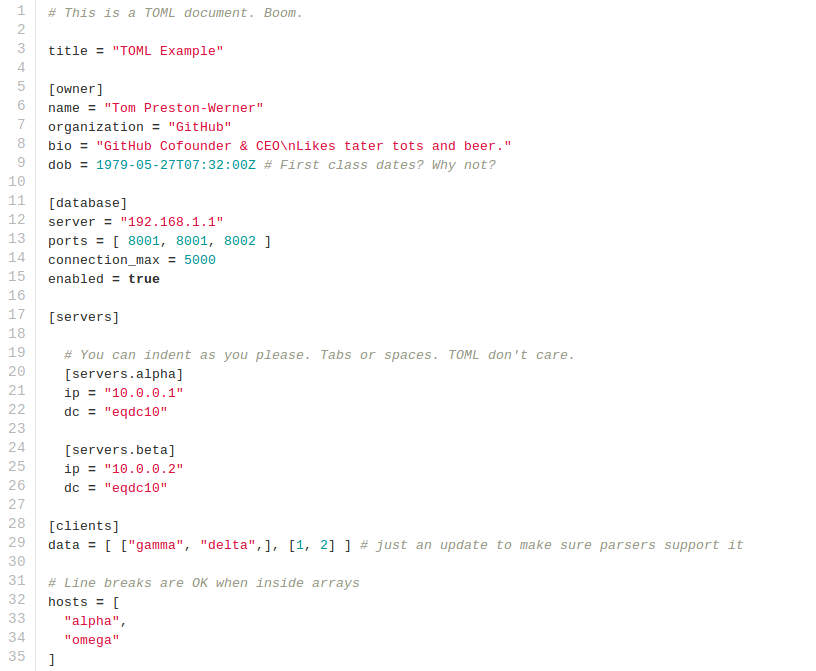 1 # This is a TOML document. Boom.
2
3 title = "TOML Example"
4
5 [owner]
6 name = "Tom Preston-Werner"
7 organization = "GitHub"
8 bio = "GitHub Cofounder & CEO\nLikes tater tots and beer."
9 dob = 1979-05-27T07:32:00Z # First class dates? Why not?
10
11 [database]
12 server = "192.168.1.1"
13 ports = [ 8001, 8001, 8002 ]
14 connection_max = 5000
15 enabled = true
16
17 [servers]
18
19   # You can indent as you please. Tabs or spaces. TOML don't care.
20   [servers.alpha]
21   ip = "10.0.0.1"
22   dc = "eqdc10"
23
24   [servers.beta]
25   ip = "10.0.0.2"
26   dc = "eqdc10"
27
28 [clients]
29 data = [ ["gamma", "delta",], [1, 2] ] # just an update to make sure parsers support it
30
31 # Line breaks are OK when inside arrays
32 hosts = [
33   "alpha",
34   "omega"
35 ]